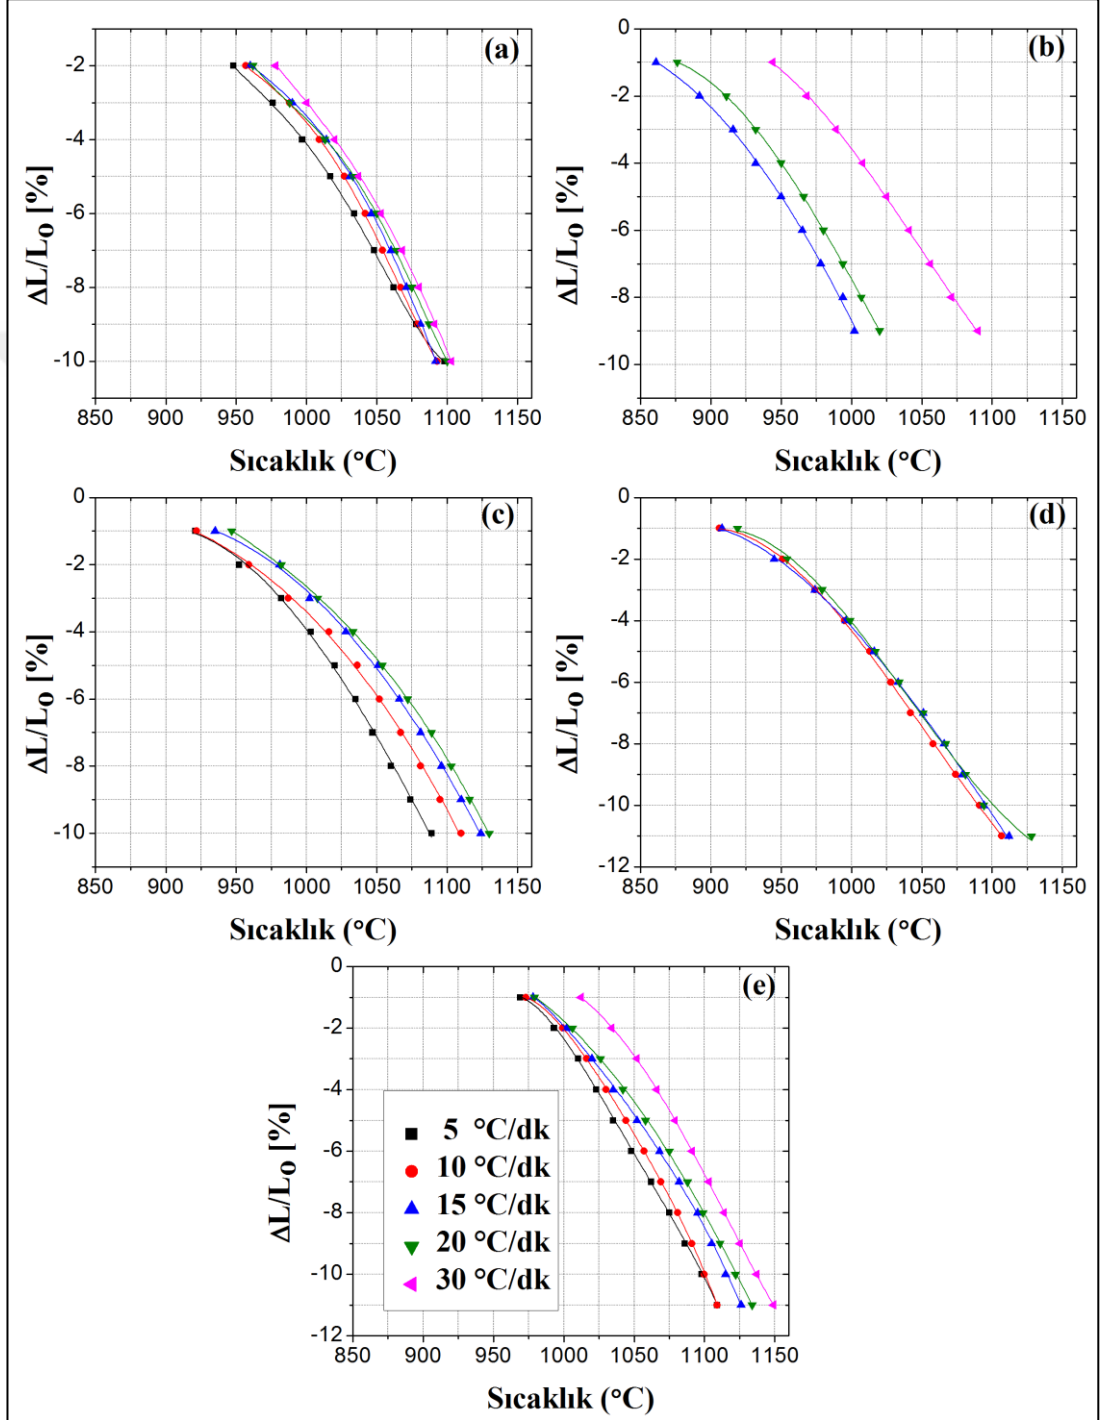 (a)
-2
-4
-6
-8
-10
850 900 950 1000 1050 1100 1150
ΔL/L0 [%]
Sıcaklık (°C)
(b)
0
-2
-4
-6
-8
-10
850 900 950 1000 1050 1100 1150
ΔL/L0 [%]
Sıcaklık (°C)
(c)
0
-2
-4
-6
-8
-10
850 900 950 1000 1050 1100 1150
ΔL/L0 [%]
Sıcaklık (°C)
(d)
0
-2
-4
-6
-8
-10
-12
850 900 950 1000 1050 1100 1150
ΔL/L0 [%]
Sıcaklık (°C)
(e)
0
-2
-4
-6
-8
-10
-12
850 900 950 1000 1050 1100 1150
ΔL/L0 [%]
Sıcaklık (°C)
5 °C/dk
10 °C/dk
15 °C/dk
20 °C/dk
30 °C/dk